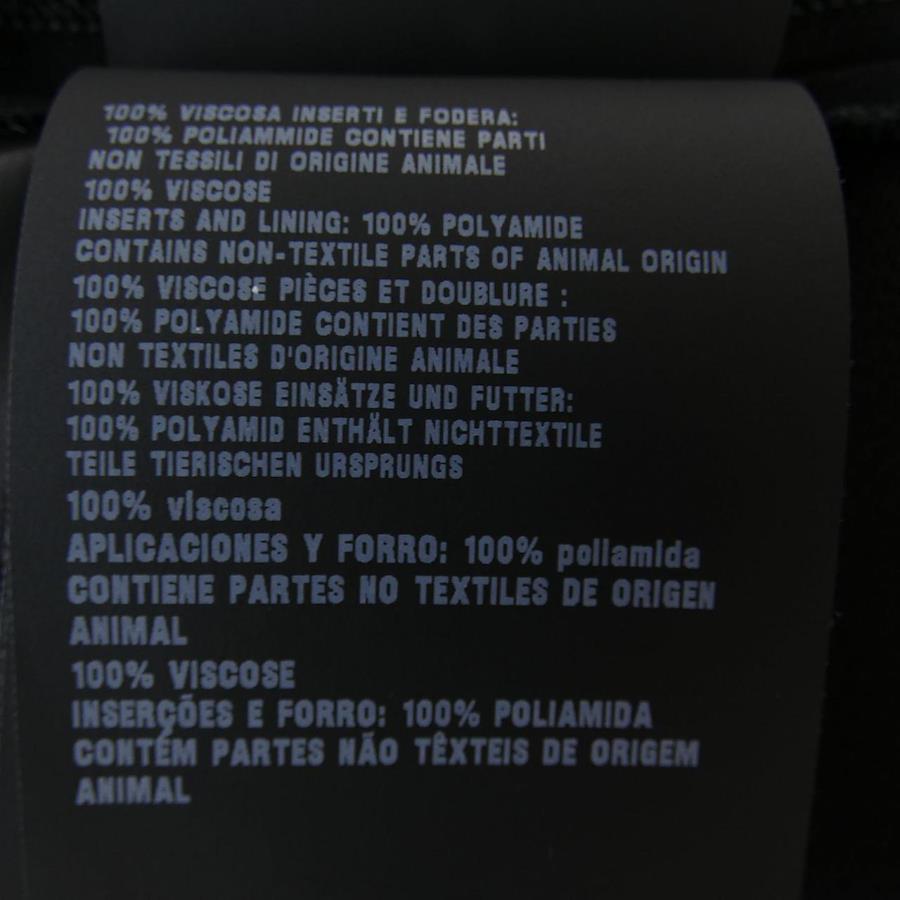 100% VISCOSA INSERTI E FODERA:
100% POLIAMMIDE CONTIENE PARTI
NON TESSILI DI ORIGINE ANIMALE
100% VISCOSE
INSERTS AND LINING: 100% POLYAMIDE
CONTAINS NON-TEXTILE PARTS OF ANIMAL ORIGIN
100% VISCOSE PIÈCES ET DOUBLURE :
100% POLYAMIDE CONTIENT DES PARTIES
NON TEXTILES D'ORIGINE ANIMALE
100% VISKOSE EINSÄTZE UND FUTTER:
100% POLYAMID ENTHÄLT NICHTTEXTILE
TEILE TIERISCHEN URSPRUNGS
100% viscosa
APLICACIONES Y FORRO: 100% poliamida
CONTIENE PARTES NO TEXTILES DE ORIGEN
ANIMAL
100% VISCOSE
INSERÇÕES E FORRO: 100% POLIAMIDA
CONTÉM PARTES NÃO TÊXTEIS DE ORIGEM
ANIMAL